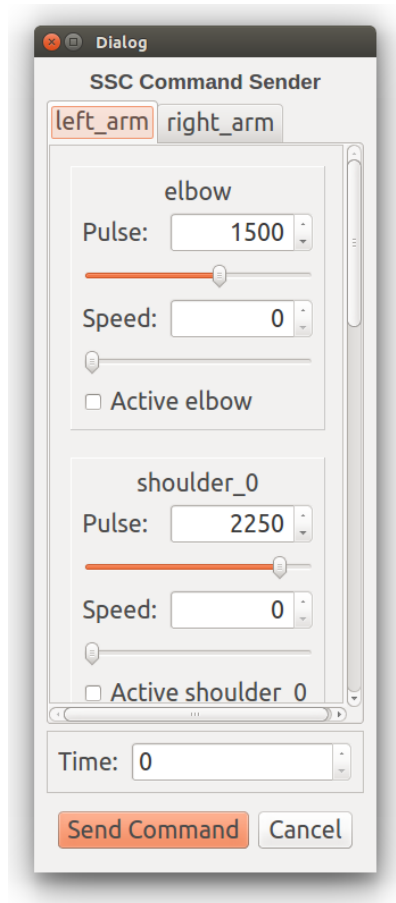 Dialog
SSC Command Sender
left_arm right_arm
elbow
Pulse: 1500
Speed: 0
Active elbow
shoulder_0
Pulse: 2250
Speed: 0
Active shoulder_0
Time: 0
Send Command Cancel